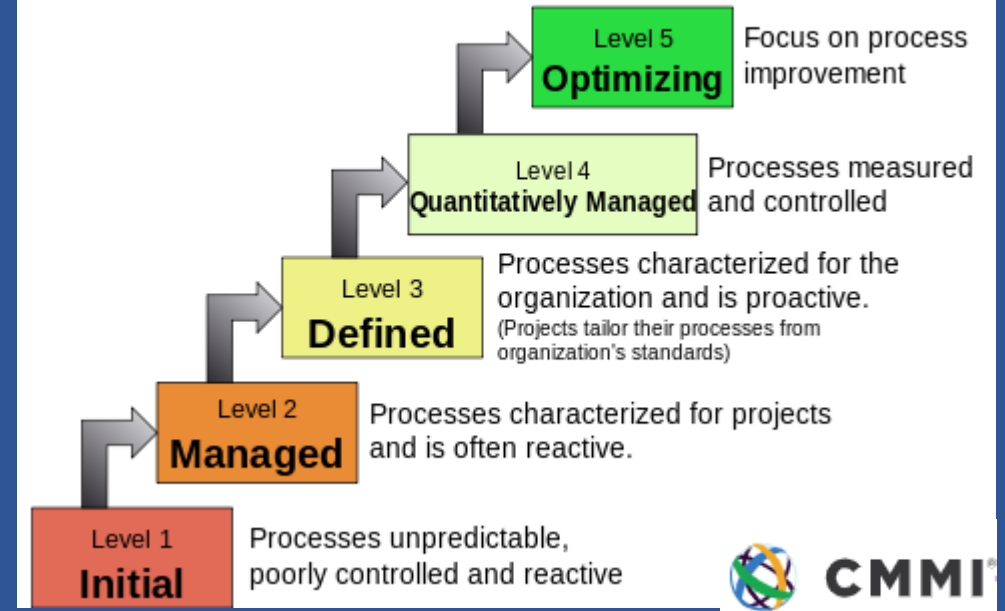 Level 5
Optimizing
Focus on process
improvement
Level 4
Quantitatively Managed
Processes measured
and controlled
Level 3
Defined
Processes characterized for the
organization and is proactive.
(Projects tailor their processes from
organization's standards)
Level 2
Managed
Processes characterized for projects
and is often reactive.
Level 1
Initial
Processes unpredictable,
poorly controlled and reactive
CMMI®